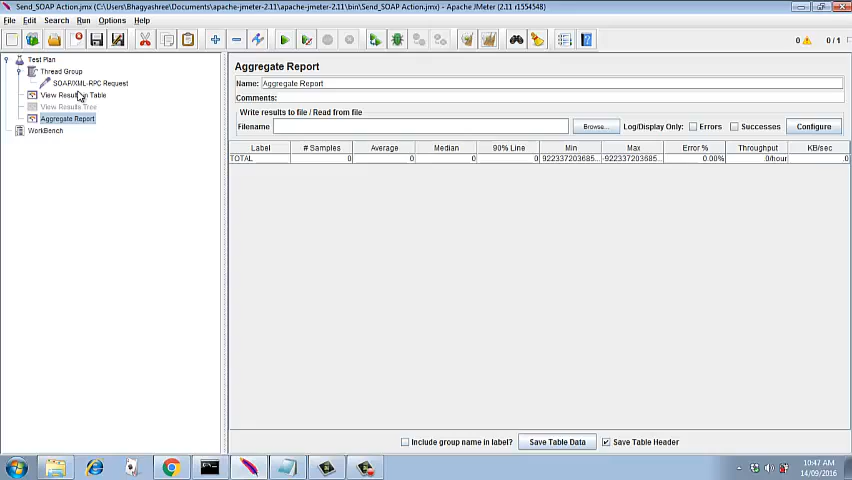 Send_SOAP Action.jmx (C:\Users\Bhagyashree\Documents\apache-jmeter-2.11\apache-jmeter-2.11\bin\Send_SOAP Action.jmx) - Apache JMeter (2.11 r1554548)
File Edit Search Run Options Help
0 0 / 1
Test Plan
Thread Group
SOAP/XML-RPC Request
View Results in Table
View Results Tree
Aggregate Report
WorkBench
Aggregate Report
Name: Aggregate Report
Comments:
Write results to file / Read from file
Filename Browse... Log/Display Only: Errors Successes Configure
Label # Samples Average Median 90% Line Min Max Error % Throughput KB/sec
TOTAL 0 0 0 0 922337203685... -922337203685... 0.00% .0/hour .0
Include group name in label? Save Table Data Save Table Header
10:47 AM
14/09/2016